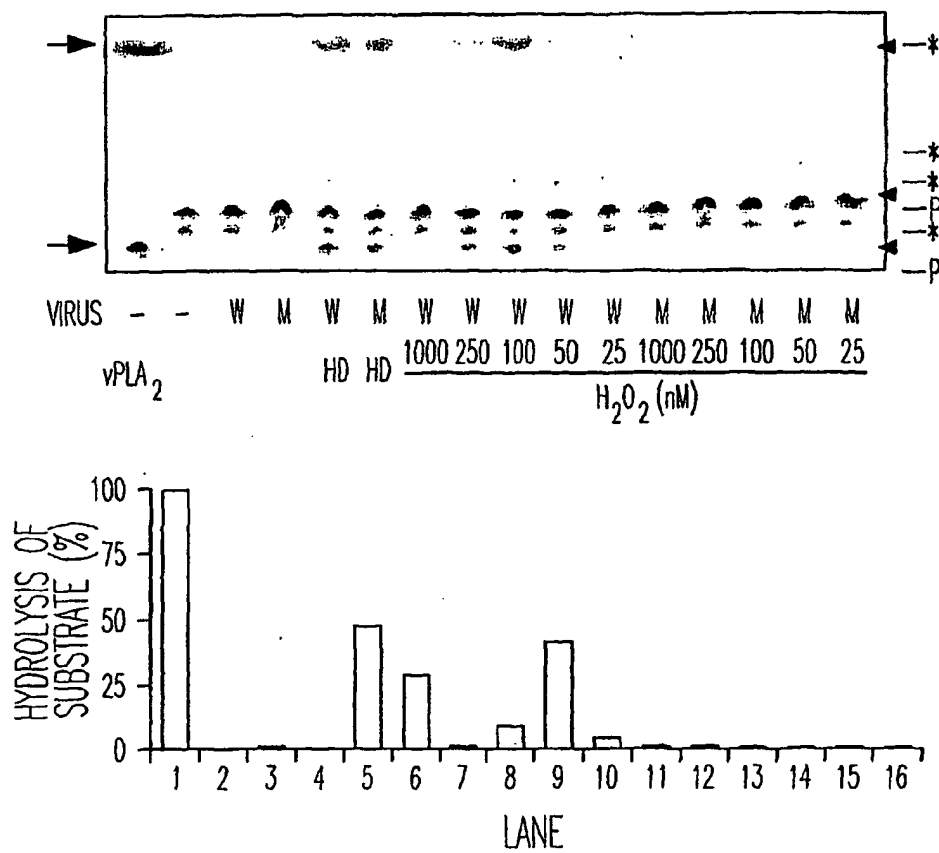 *
*
*
P
*
P
VIRUS - - W M W M W W W W W M M M M M
vPLA2 HD HD 1000 250 100 50 25 1000 250 100 50 25
H2O2 (nM)
HYDROLYSIS OF
SUBSTRATE (%)
100
75
50
25
0
1 2 3 4 5 6 7 8 9 10 11 12 13 14 15 16
LANE